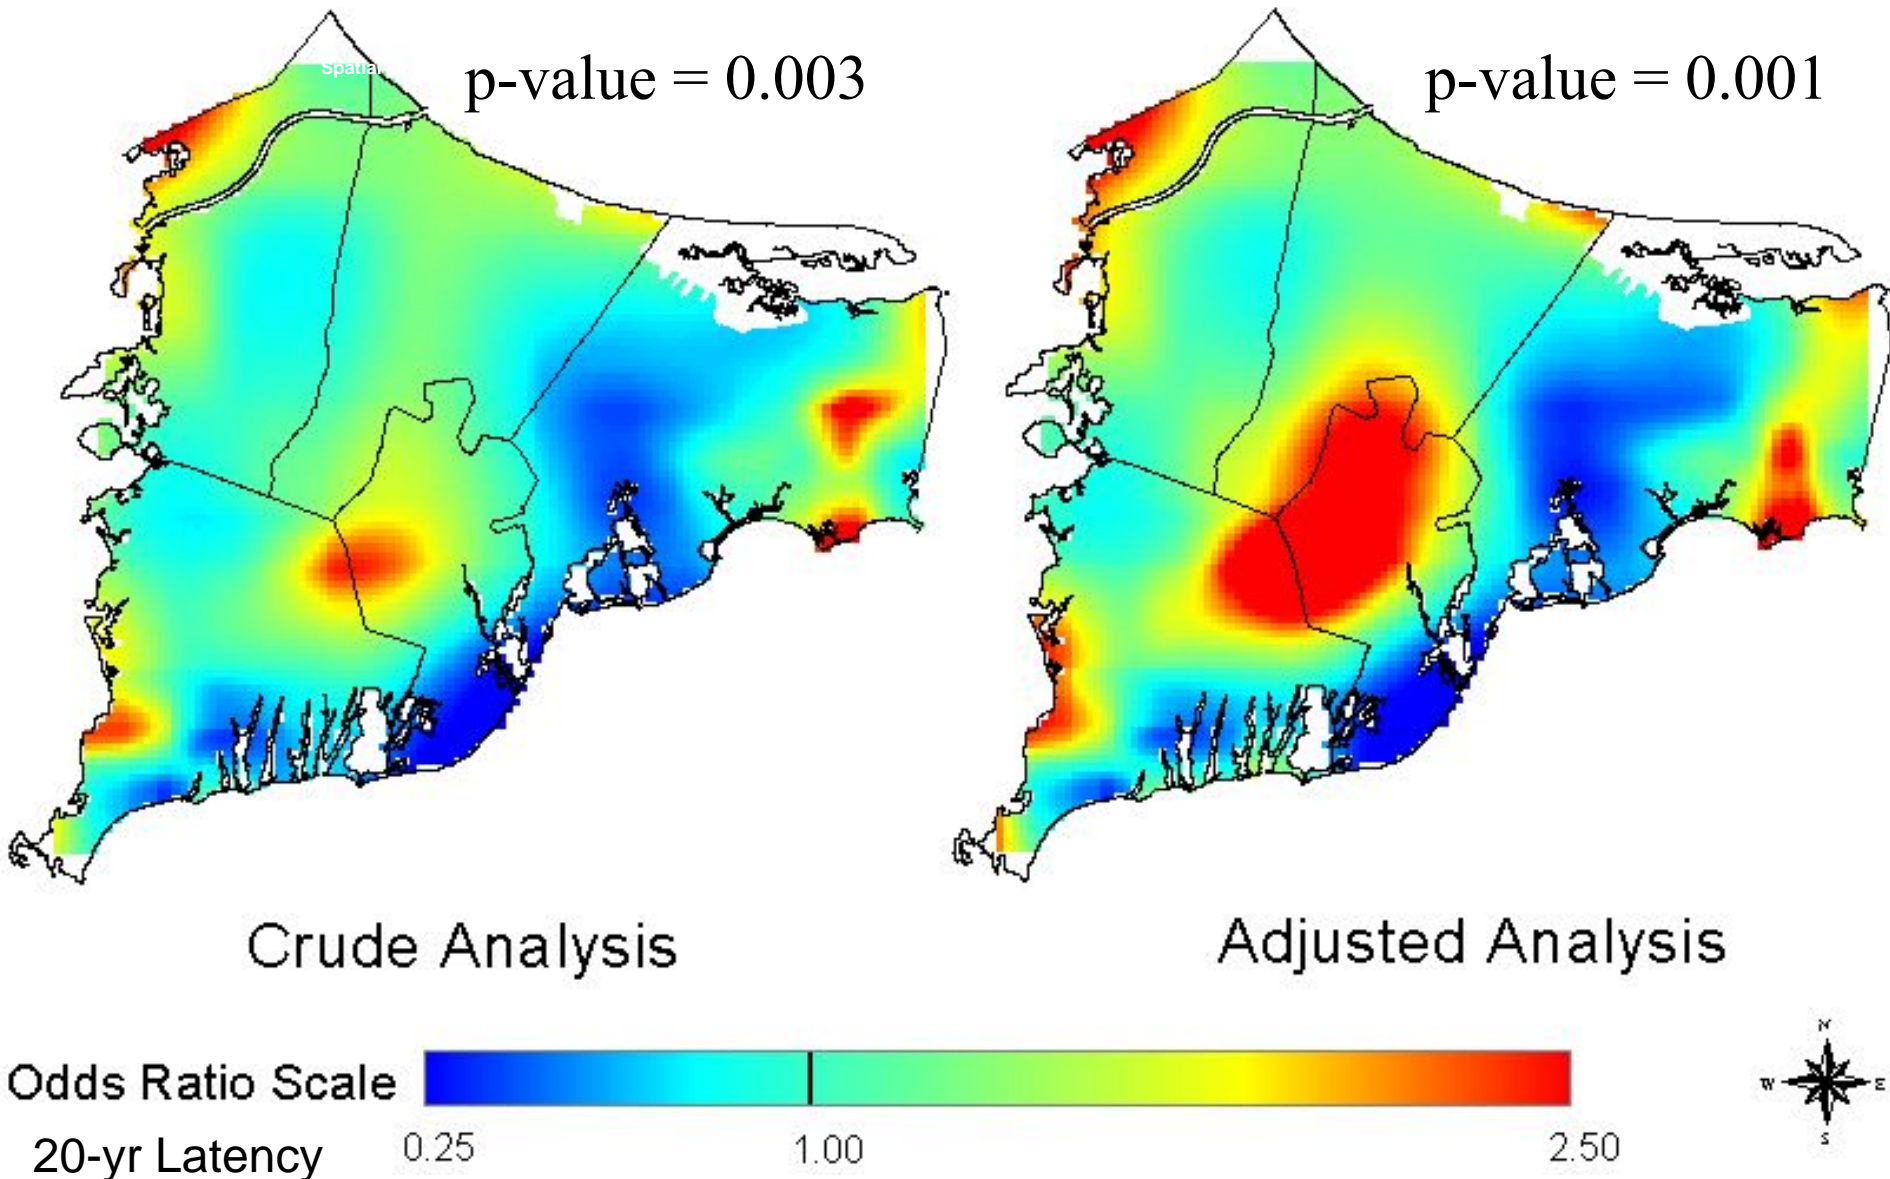 Spatial
p-value = 0.003
p-value = 0.001
Crude Analysis
Adjusted Analysis
Odds Ratio Scale
0.25
1.00
2.50
20-yr Latency
N
W
E
S